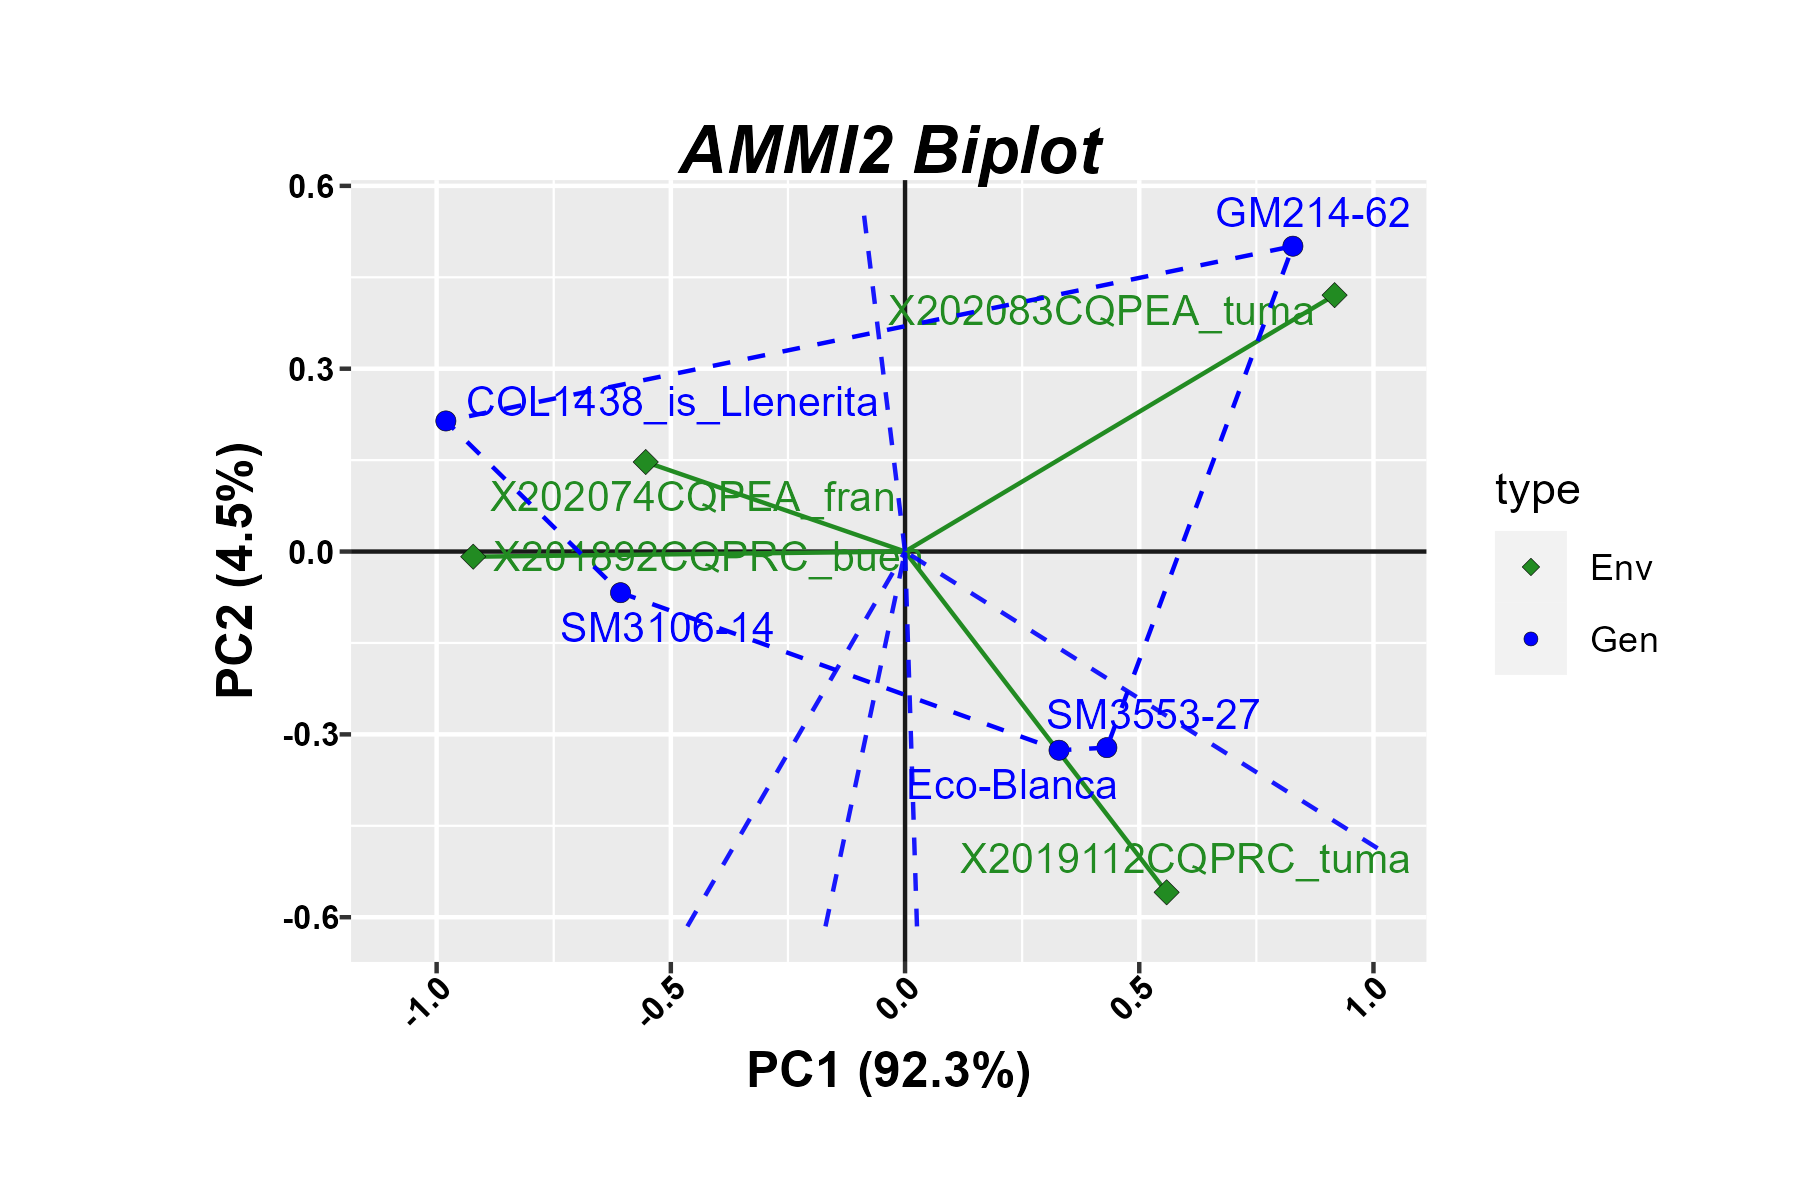 AMMI2 Biplot
0.6
GM214-62
X202083CQPEA_tuma
0.3
COL1438_is_Llenerita
X202074CQPEA_fran
type
0.0
X201892CQPRC_bue
Env
PC2 (4.5%)
SM3106-14
Gen
SM3553-27
-0.3
Eco-Blanca
X2019112CQPRC_tuma
-0.6
-1.0
-0.5
0.0
0.5
1.0
PC1 (92.3%)